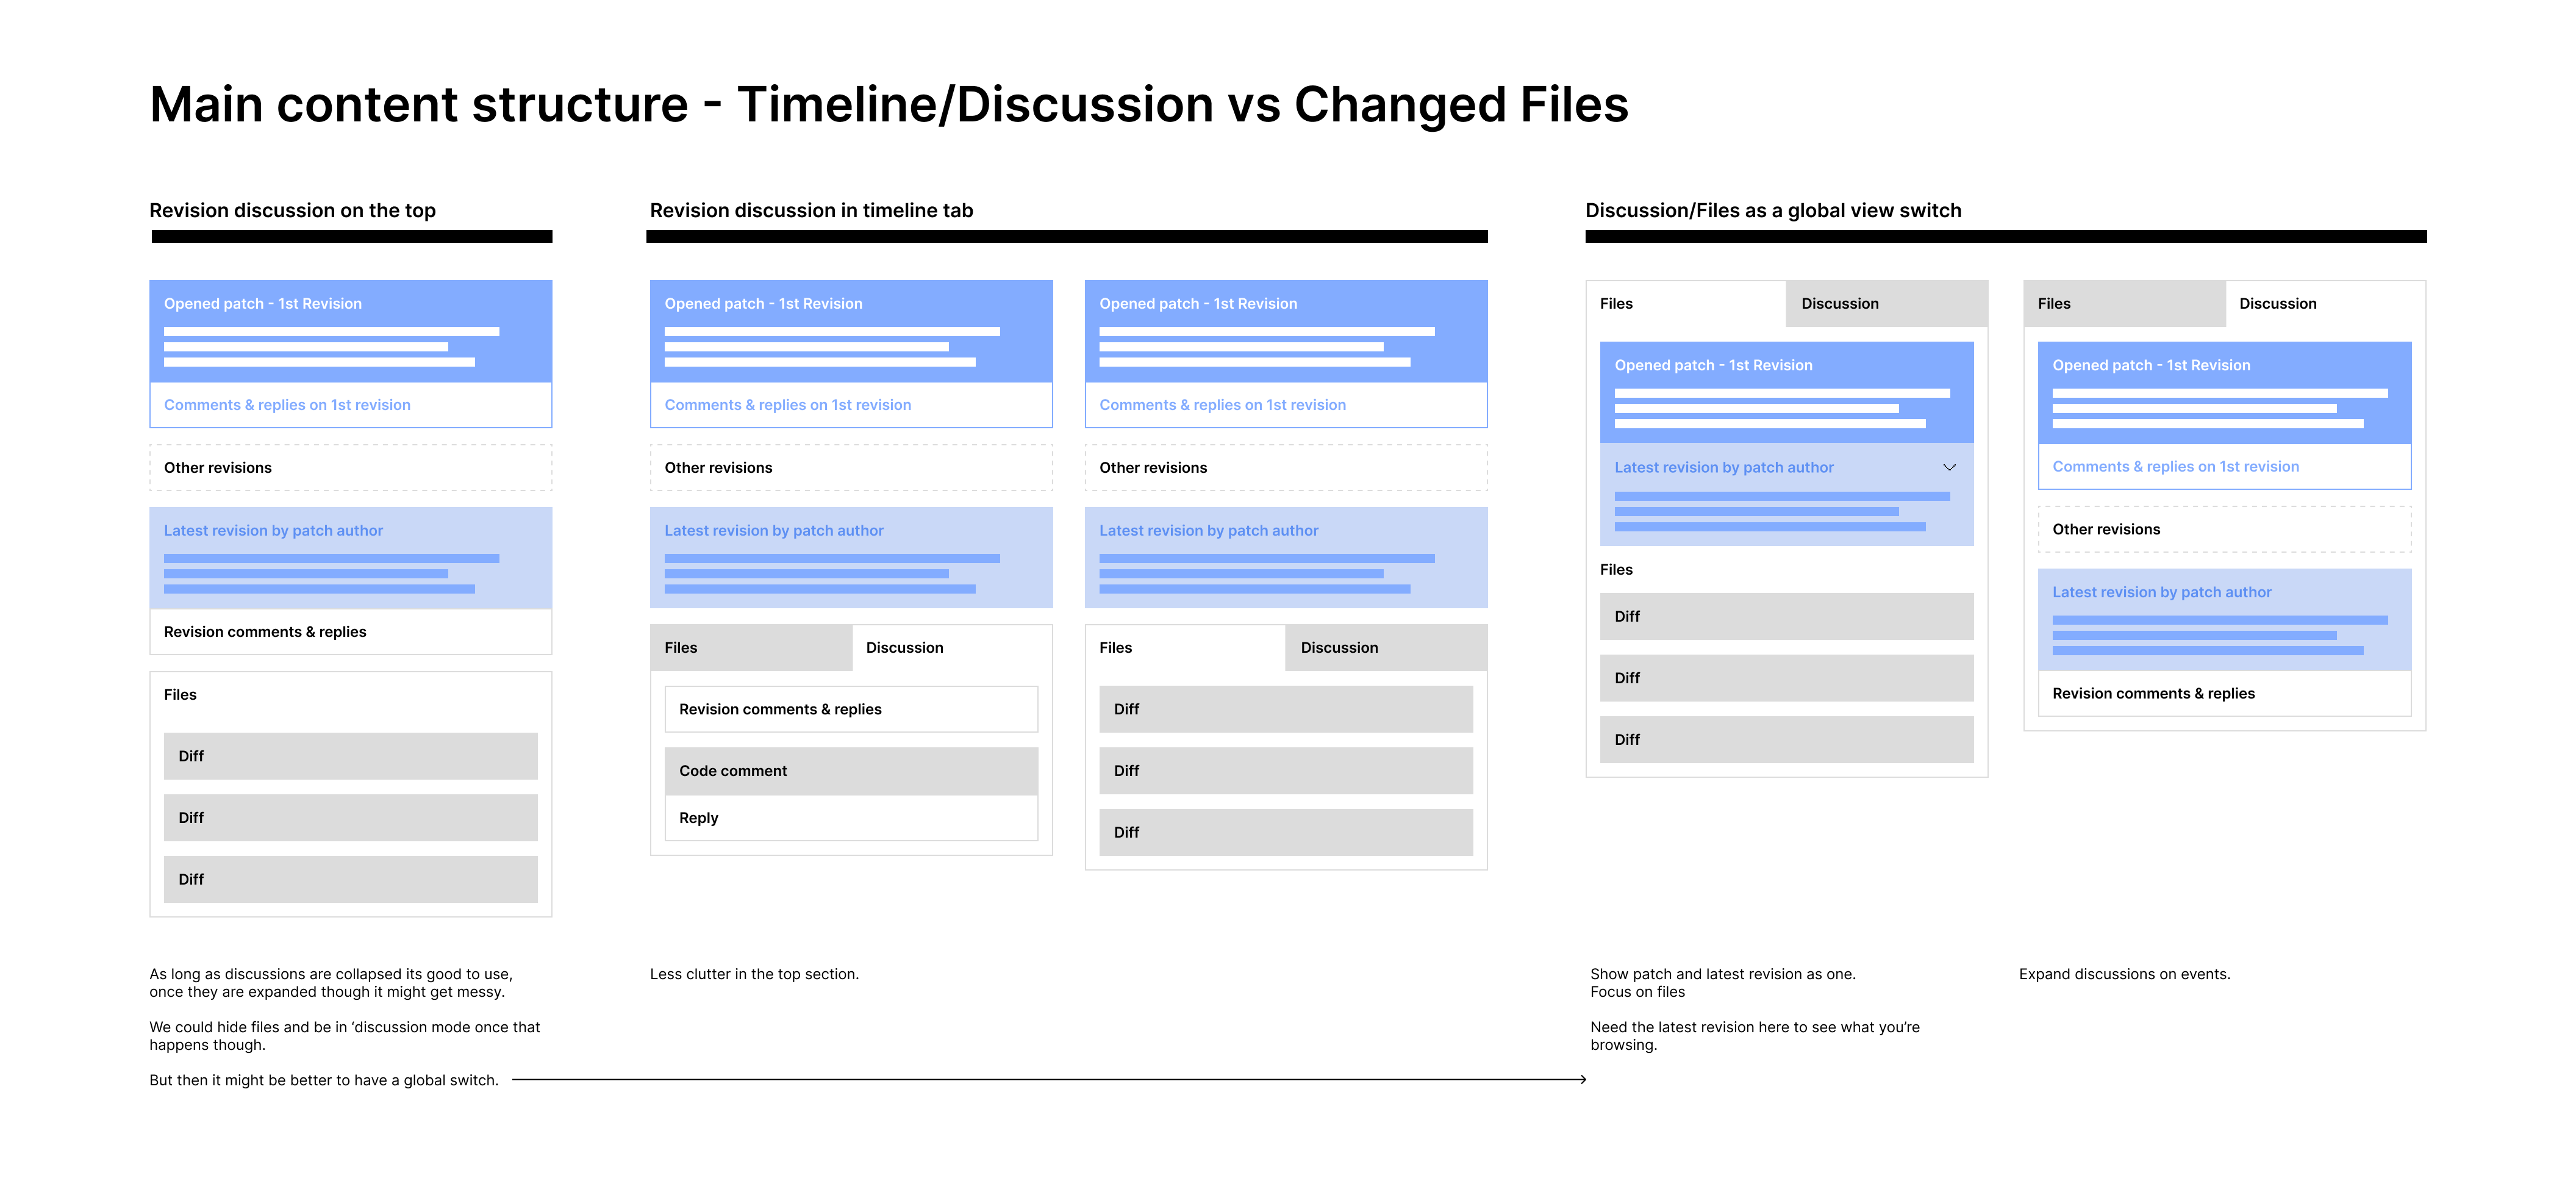 Main content structure - Timeline/Discussion vs Changed Files
Revision discussion on the top
Opened patch - 1st Revision
Comments & replies on 1st revision
Other revisions
Latest revision by patch author
Revision comments & replies
Files
Diff
Diff
Diff
As long as discussions are collapsed its good to use,
once they are expanded though it might get messy.
We could hide files and be in ‘discussion mode once that
happens though.
But then it might be better to have a global switch.
Revision discussion in timeline tab
Opened patch - 1st Revision
Comments & replies on 1st revision
Other revisions
Latest revision by patch author
Files
Discussion
Revision comments & replies
Code comment
Reply
Opened patch - 1st Revision
Comments & replies on 1st revision
Other revisions
Latest revision by patch author
Files
Discussion
Diff
Diff
Diff
Less clutter in the top section.
Discussion/Files as a global view switch
Files
Discussion
Opened patch - 1st Revision
Latest revision by patch author
Files
Diff
Diff
Diff
Show patch and latest revision as one.
Focus on files
Need the latest revision here to see what you’re
browsing.
Files
Discussion
Opened patch - 1st Revision
Comments & replies on 1st revision
Other revisions
Latest revision by patch author
Revision comments & replies
Expand discussions on events.